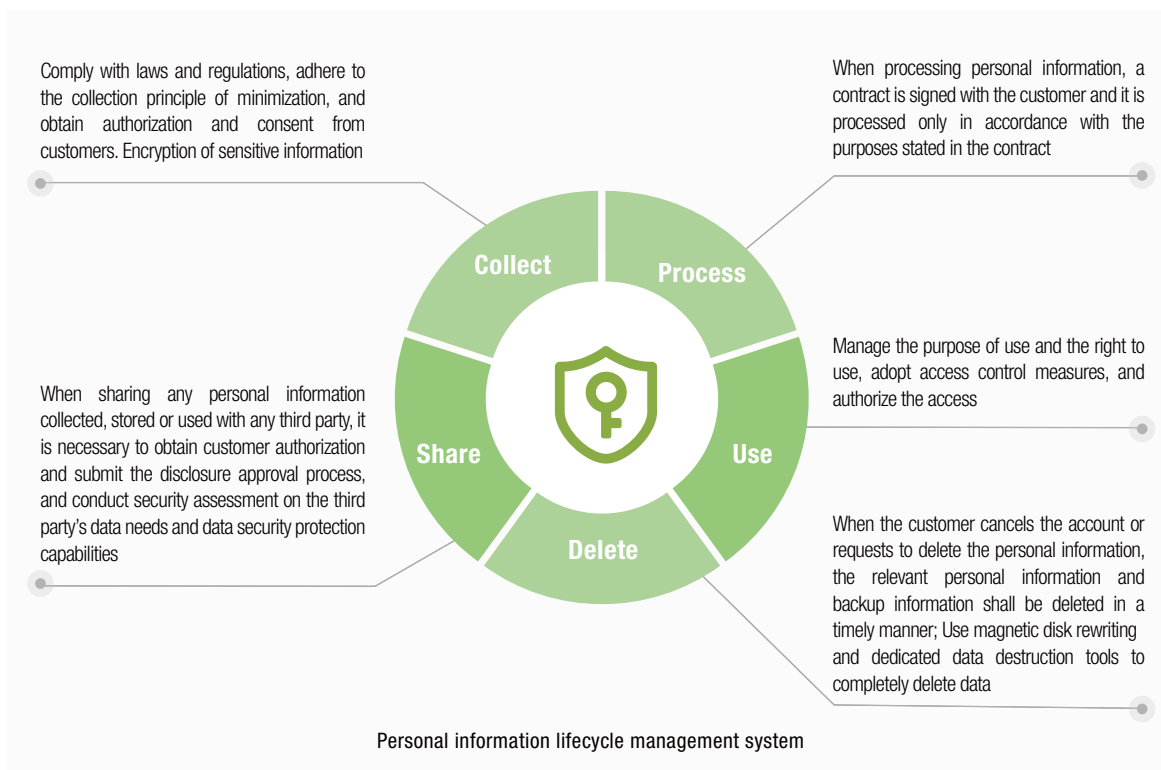 Comply with laws and regulations, adhere to
the collection principle of minimization, and
obtain authorization and consent from
customers. Encryption of sensitive information
When processing personal information, a
contract is signed with the customer and it is
processed only in accordance with the
purposes stated in the contract
Collect
Process
Manage the purpose of use and the right to
use, adopt access control measures, and
authorize the access
When sharing any personal information
collected, stored or used with any third party, it
is necessary to obtain customer authorization
and submit the disclosure approval process,
and conduct security assessment on the third
party's data needs and data security protection
capabilities
Share
Use
Delete
When the customer cancels the account or
requests to delete the personal information,
the relevant personal information and
backup information shall be deleted in a
timely manner; Use magnetic disk rewriting
and dedicated data destruction tools to
completely delete data
Personal information lifecycle management system